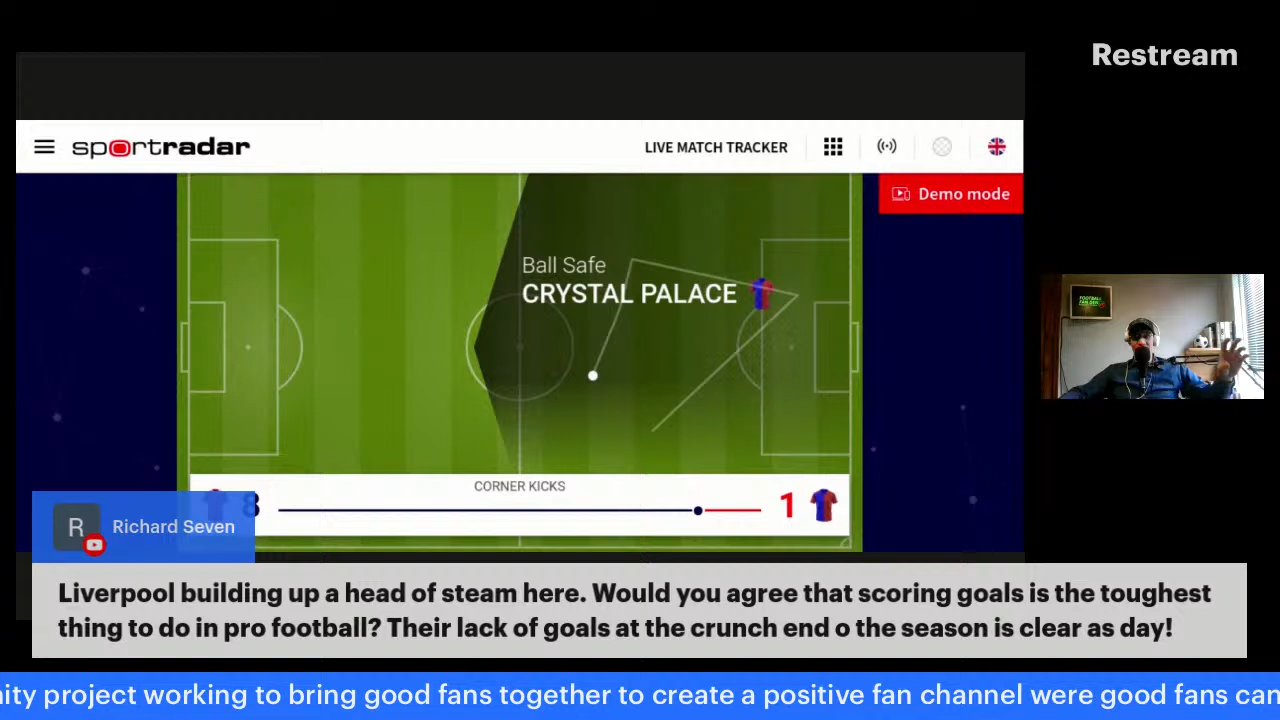 Restream
sportradar
LIVE MATCH TRACKER
Demo mode
Ball Safe
CRYSTAL PALACE
CORNER KICKS
8
1
R
Richard Seven
Liverpool building up a head of steam here. Would you agree that scoring goals is the toughest
thing to do in pro football? Their lack of goals at the crunch end o the season is clear as day!
nity project working to bring good fans together to create a positive fan channel were good fans can